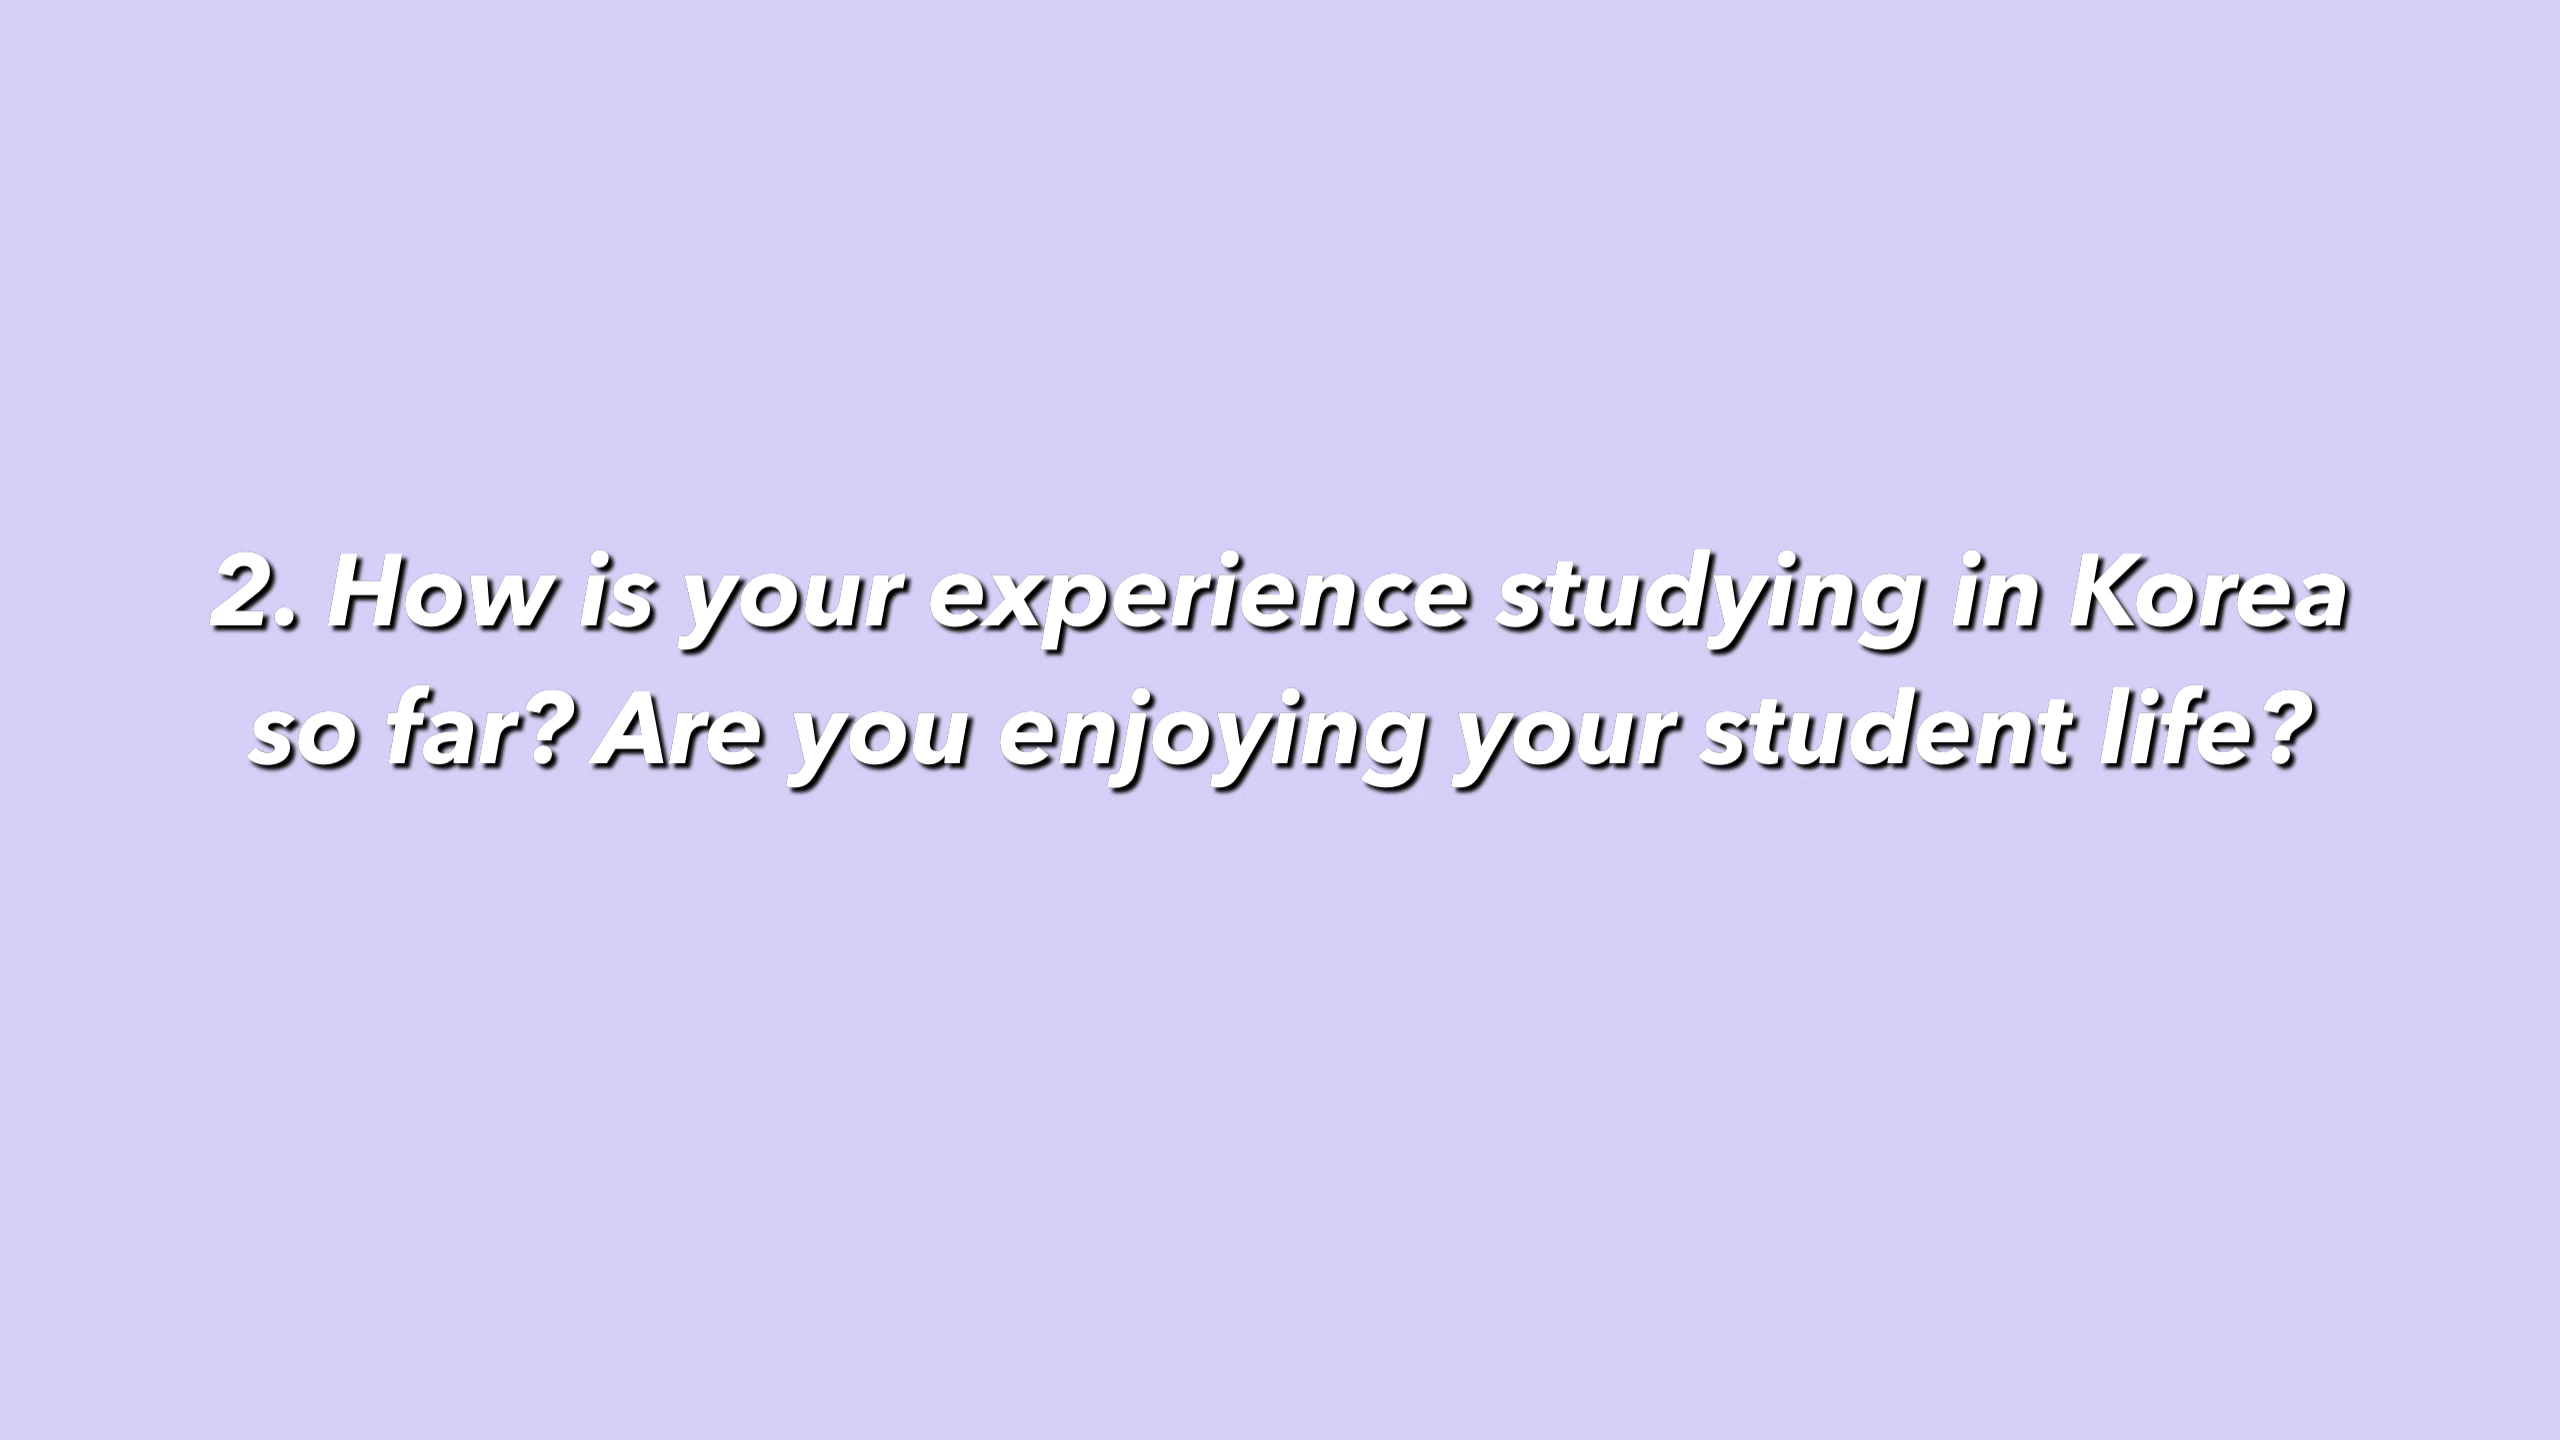 2. How is your experience studying in Korea
so far? Are you enjoying your student life?